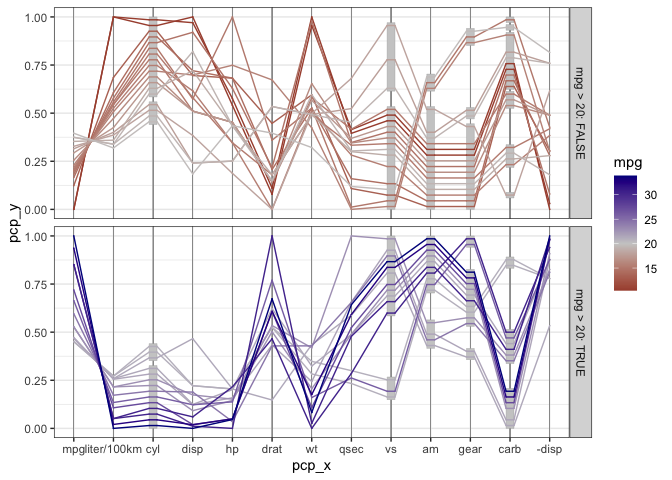 1.00
0.75
0.50
0.25
0.00
mpg > 20: FALSE
1.00
0.75
0.50
0.25
0.00
mpg > 20: TRUE
pcp_y
mpg liter/100km cyl disp hp drat wt qsec vs am gear carb -disp
pcp_x
mpg
30
25
20
15